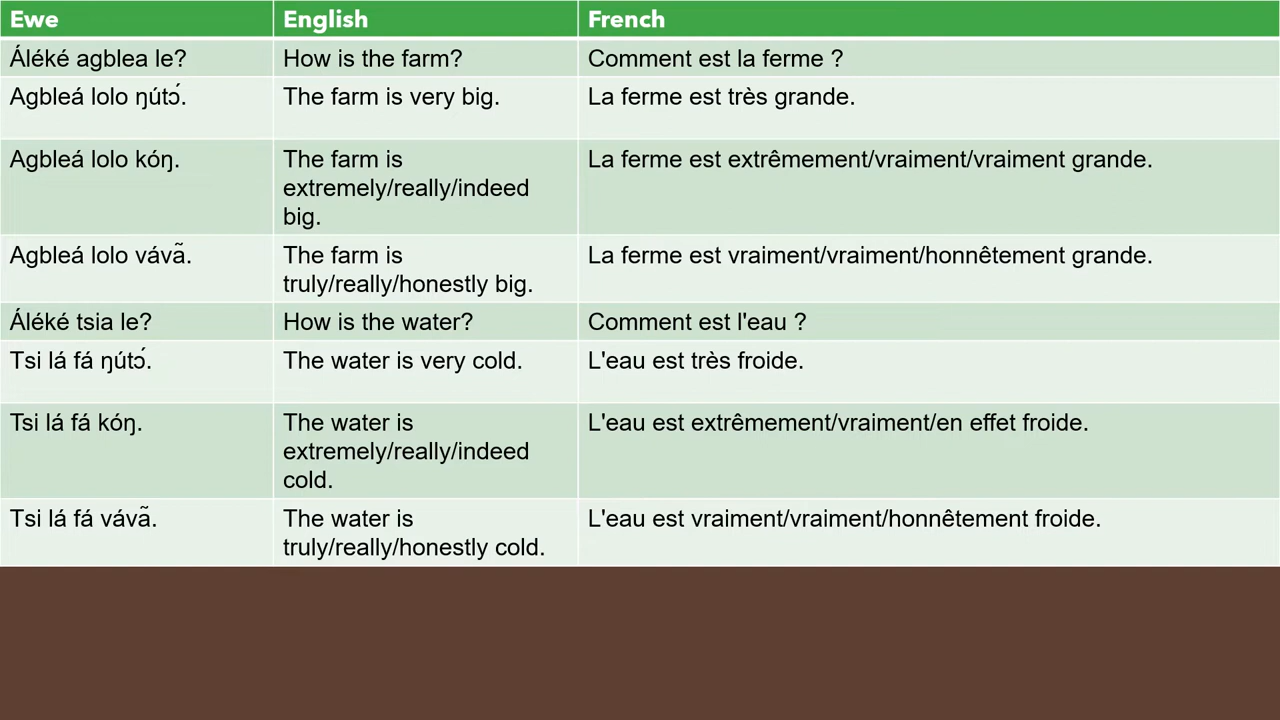 Ewe English French
Áléké agblea le? How is the farm? Comment est la ferme ?
Agbleá lolo ŋútɔ́. The farm is very big. La ferme est très grande.
Agbleá lolo kóŋ. The farm is La ferme est extrêmement/vraiment/vraiment grande.
extremely/really/indeed
big.
Agbleá lolo vávã. The farm is La ferme est vraiment/vraiment/honnêtement grande.
truly/really/honestly big.
Áléké tsia le? How is the water? Comment est l'eau ?
Tsi lá fá ŋútɔ́. The water is very cold. L'eau est très froide.
Tsi lá fá kóŋ. The water is L'eau est extrêmement/vraiment/en effet froide.
extremely/really/indeed
cold.
Tsi lá fá vávã. The water is L'eau est vraiment/vraiment/honnêtement froide.
truly/really/honestly cold.